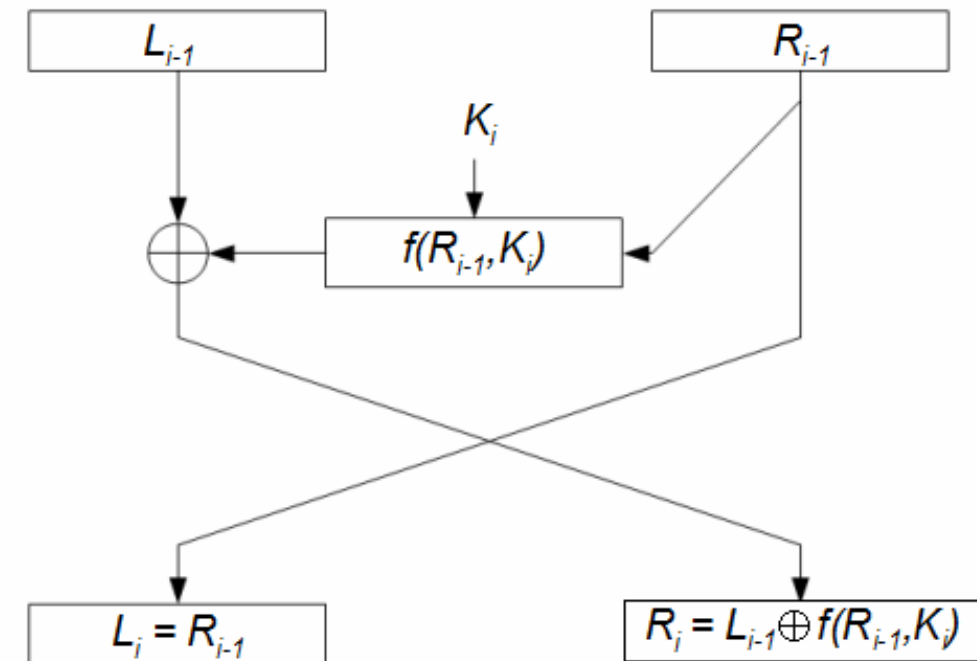 L_{i-1}
R_{i-1}
K_i
f(R_{i-1},K_i)
L_i = R_{i-1}
R_i = L_{i-1}⊕f(R_{i-1},K_i)